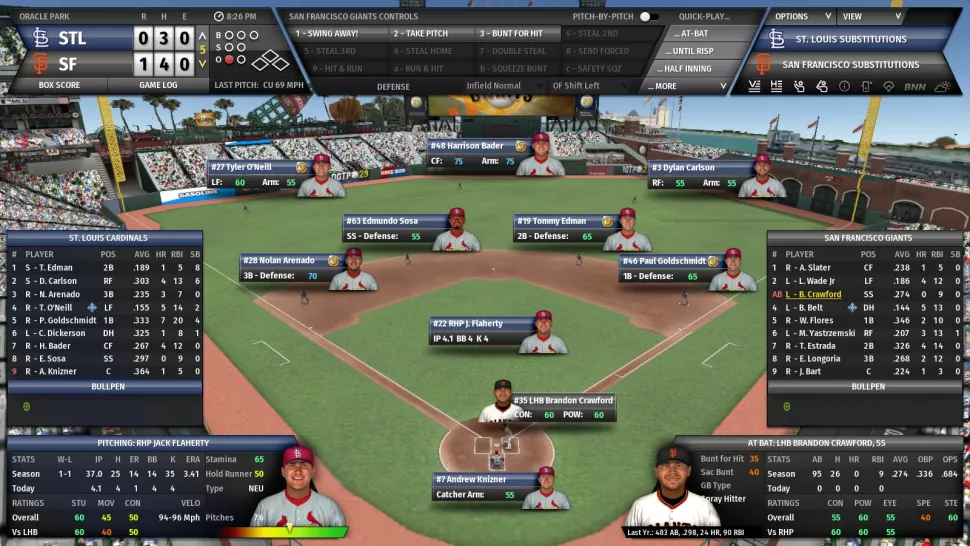 ORACLE PARK R H E 8:26 PM
STL 0 3 0
SF 1 4 0
5
B
S
O
BOX SCORE GAME LOG LAST PITCH: CU 69 MPH
SAN FRANCISCO GIANTS CONTROLS PITCH-BY-PITCH QUICK-PLAY...
1 - SWING AWAY! 2 - TAKE PITCH 3 - BUNT FOR HIT 4 - STEAL 2ND ... AT-BAT
5 - STEAL 3RD 6 - STEAL HOME 7 - DOUBLE STEAL 8 - SEND FORCED ... UNTIL RISP
9 - HIT & RUN a - RUN & HIT b - SQUEEZE BUNT c - SAFETY SQZ ... HALF INNING
DEFENSE Infield Normal OF Shift Left ... MORE
OPTIONS VIEW
ST. LOUIS SUBSTITUTIONS
SAN FRANCISCO SUBSTITUTIONS
BNN
#48 Harrison Bader
CF: 75 Arm: 75
#27 Tyler O'Neill
LF: 60 Arm: 55
#3 Dylan Carlson
RF: 55 Arm: 55
GASOLINE
#63 Edmundo Sosa
SS - Defense: 55
#19 Tommy Edman
2B - Defense: 65
#28 Nolan Arenado
3B - Defense: 70
#46 Paul Goldschmidt
1B - Defense: 55
#22 RHP J. Flaherty
IP 4.1 BB 4 K 4
#35 LHB Brandon Crawford
CON: 60 POW: 60
#7 Andrew Knizner
Catcher Arm: 55
ST. LOUIS CARDINALS
# PLAYER POS AVG HR RBI SB
1 S - T. Edman 2B .189 1 5 8
2 S - D. Carlson RF .303 4 13 6
3 R - N. Arenado 3B .235 3 7 0
4 R - T. O'Neill LF .155 5 14 2
5 R - P. Goldschmidt 1B .333 7 20 4
6 L - C. Dickerson DH .325 1 8 1
7 R - H. Bader CF .267 4 12 0
8 R - E. Sosa SS .297 0 9 0
9 R - A. Knizner C .364 1 5 0
BULLPEN
SAN FRANCISCO GIANTS
# PLAYER POS AVG HR RBI SB
1 R - A. Slater CF .238 1 5 0
2 L - L. Wade Jr LF .186 4 12 0
AB L - B. Crawford SS .274 0 9 0
4 L - B. Belt DH .144 5 13 0
5 R - W. Flores 1B .346 2 10 0
6 L - M. Yastrzemski RF .207 3 13 1
7 R - T. Estrada 2B .326 4 14 0
8 R - E. Longoria 3B .268 2 12 0
9 R - J. Bart C .224 1 3 0
BULLPEN
PITCHING: RHP JACK FLAHERTY
STATS W-L IP H ER BB K ERA
Season 1-1 37.0 25 14 14 35 3.41
Today 4.1 4 1 4 4
RATINGS STU MOV CON VELO
Overall 60 45 50 94-96 Mph
Vs LHB 60 40 50
Stamina 65
Hold Runner 50
Type NEU
Pitches 76
AT BAT: LHB BRANDON CRAWFORD, SS
Bunt for Hit 35
Sac Bunt 40
GB Type
Spray Hitter
STATS AB H HR RBI AVG OBP OPS
Season 95 26 0 9 .274 .336 .684
Today 0 0 0 0
RATINGS CON POW EYE SPE STE
Overall 55 60 55 40 60
Vs RHP 60 60 55
Last Yr.: 483 AB, .298, 24 HR, 90 RBI